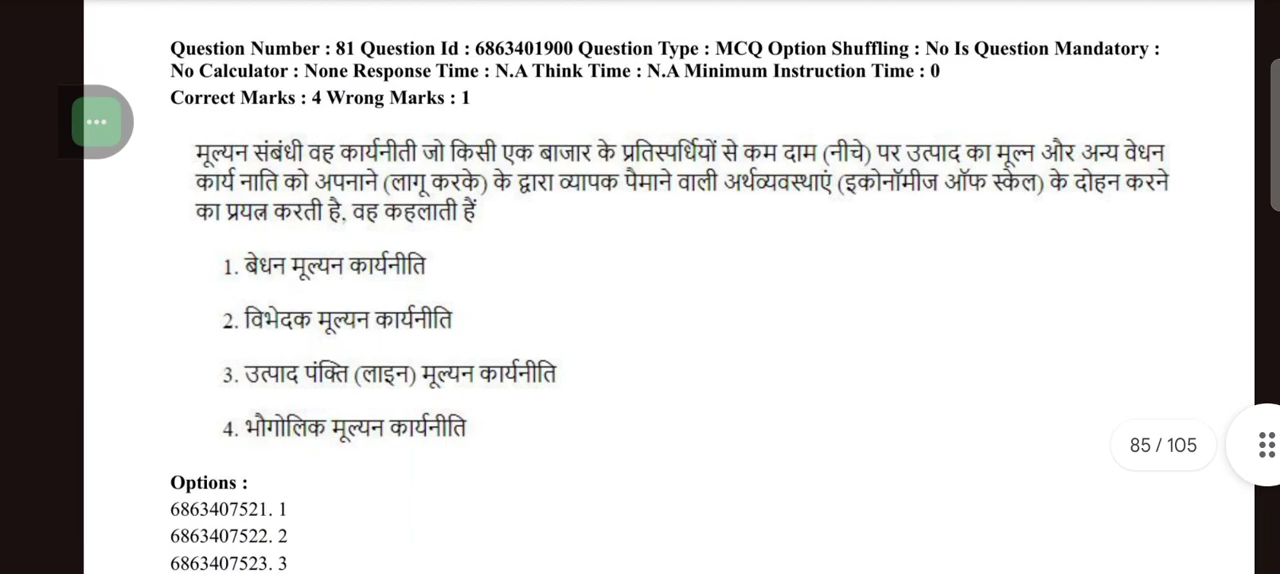 Question Number : 81 Question Id : 6863401900 Question Type : MCQ Option Shuffling : No Is Question Mandatory :
No Calculator : None Response Time : N.A Think Time : N.A Minimum Instruction Time : 0
Correct Marks : 4 Wrong Marks : 1
मूल्यन संबंधी वह कार्यनीती जो किसी एक बाजार के प्रतिस्पर्धियों से कम दाम (नीचे) पर उत्पाद का मूल्न और अन्य वेधन
कार्य नाति को अपनाने (लागू करके) के द्वारा व्यापक पैमाने वाली अर्थव्यवस्थाएं (इकोनॉमीज ऑफ स्केल) के दोहन करने
का प्रयत्न करती है, वह कहलाती हैं
1. बेधन मूल्यन कार्यनीति
2. विभेदक मूल्यन कार्यनीति
3. उत्पाद पंक्ति (लाइन) मूल्यन कार्यनीति
4. भौगोलिक मूल्यन कार्यनीति
85 / 105
Options :
6863407521. 1
6863407522. 2
6863407523. 3